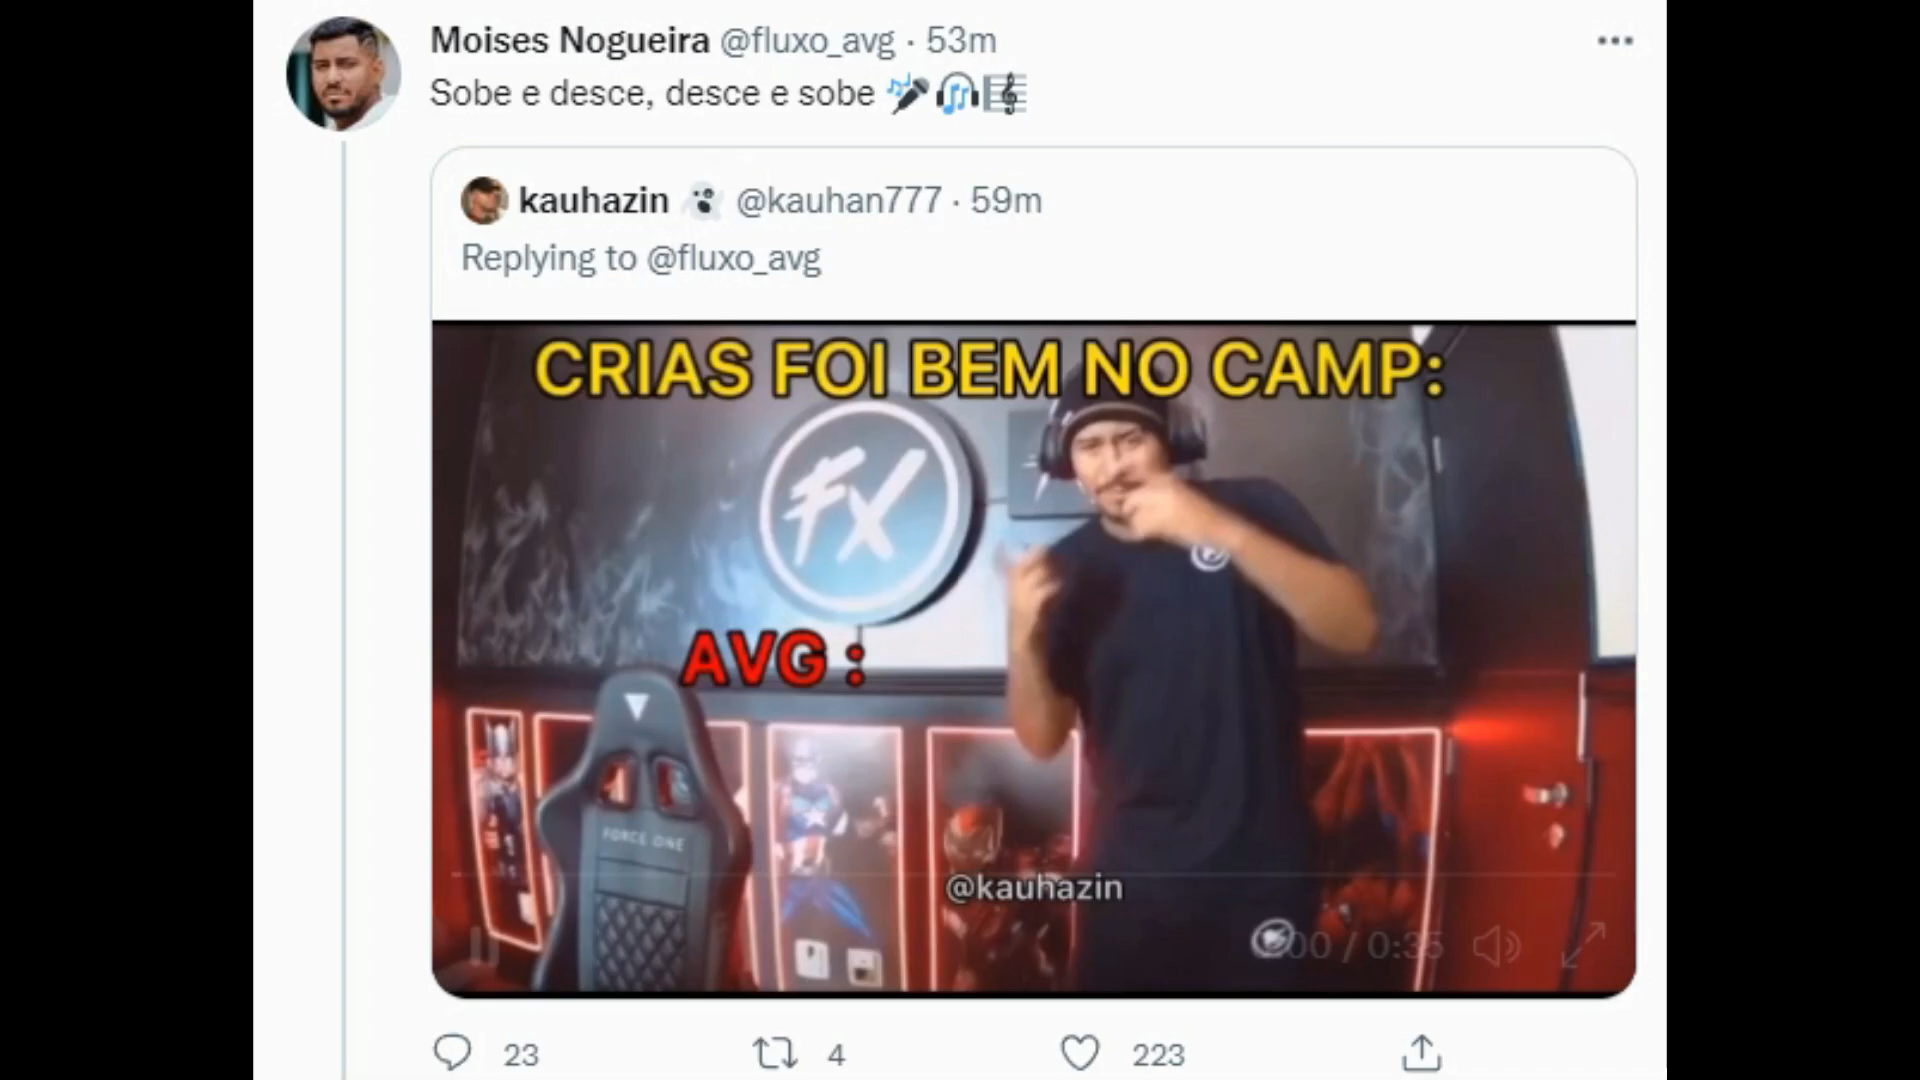 Moises Nogueira @fluxo_avg · 53m
Sobe e desce, desce e sobe
kauhazin @kauhan777 · 59m
Replying to @fluxo_avg
CRIAS FOI BEM NO CAMP:
FX
AVG :
FORCE ONE
@kauhazin
:00 / 0:35
23
4
223